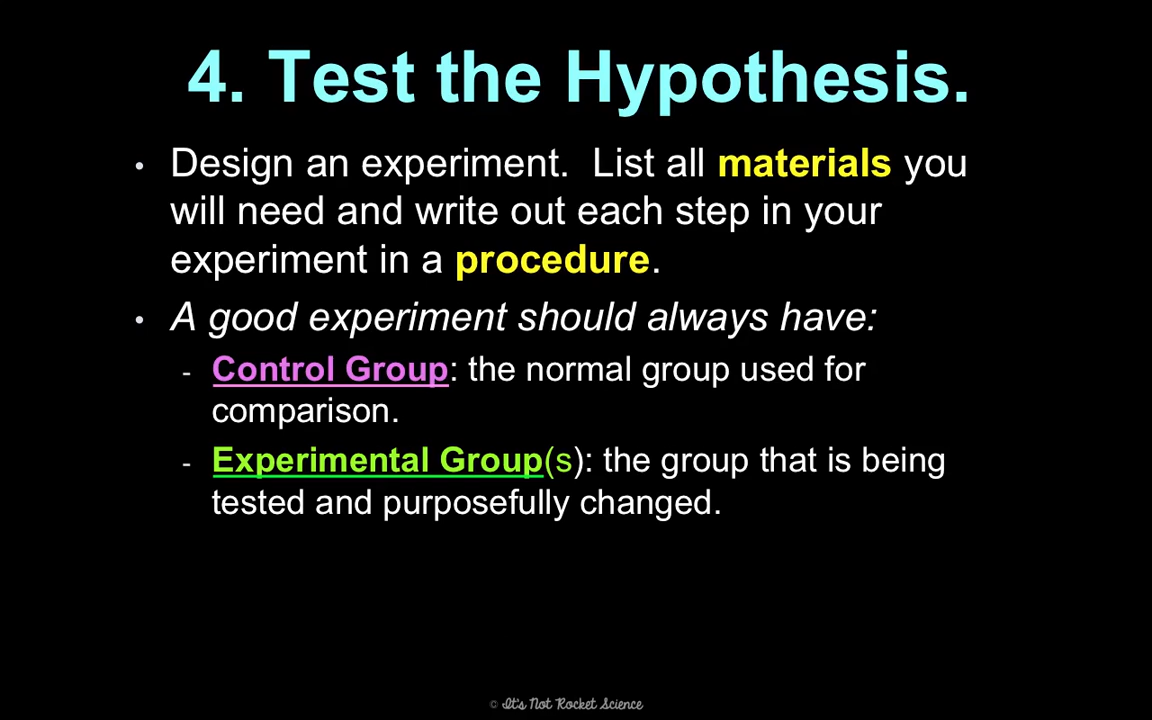 4. Test the Hypothesis.
• Design an experiment.  List all materials you
will need and write out each step in your
experiment in a procedure.
• A good experiment should always have:
- Control Group: the normal group used for
comparison.
- Experimental Group(s): the group that is being
tested and purposefully changed.
© It's Not Rocket Science